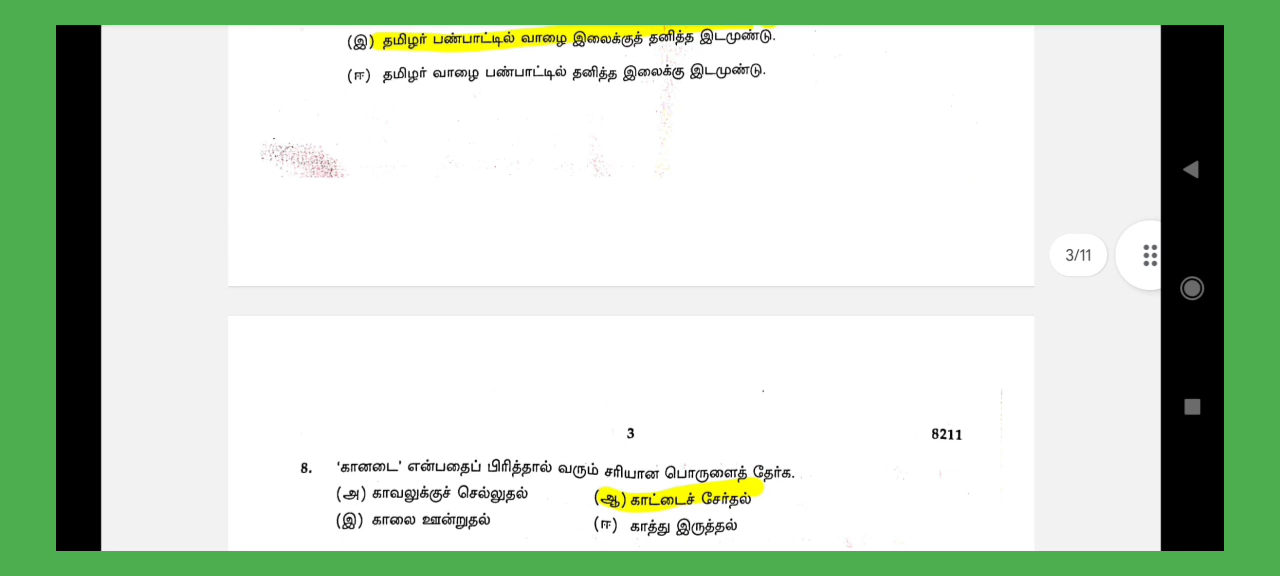 (இ) தமிழர் பண்பாட்டில் வாழை இலைக்குத் தனித்த இடமுண்டு.
(ஈ) தமிழர் வாழை பண்பாட்டில் தனித்த இலைக்கு இடமுண்டு.
3/11
3 8211
8. ‘கானடை’ என்பதைப் பிரித்தால் வரும் சரியான பொருளைத் தேர்க.
(அ) காவலுக்குச் செல்லுதல் (ஆ) காட்டைச் சேர்தல்
(இ) காலை ஊன்றுதல் (ஈ) காத்து இருத்தல்